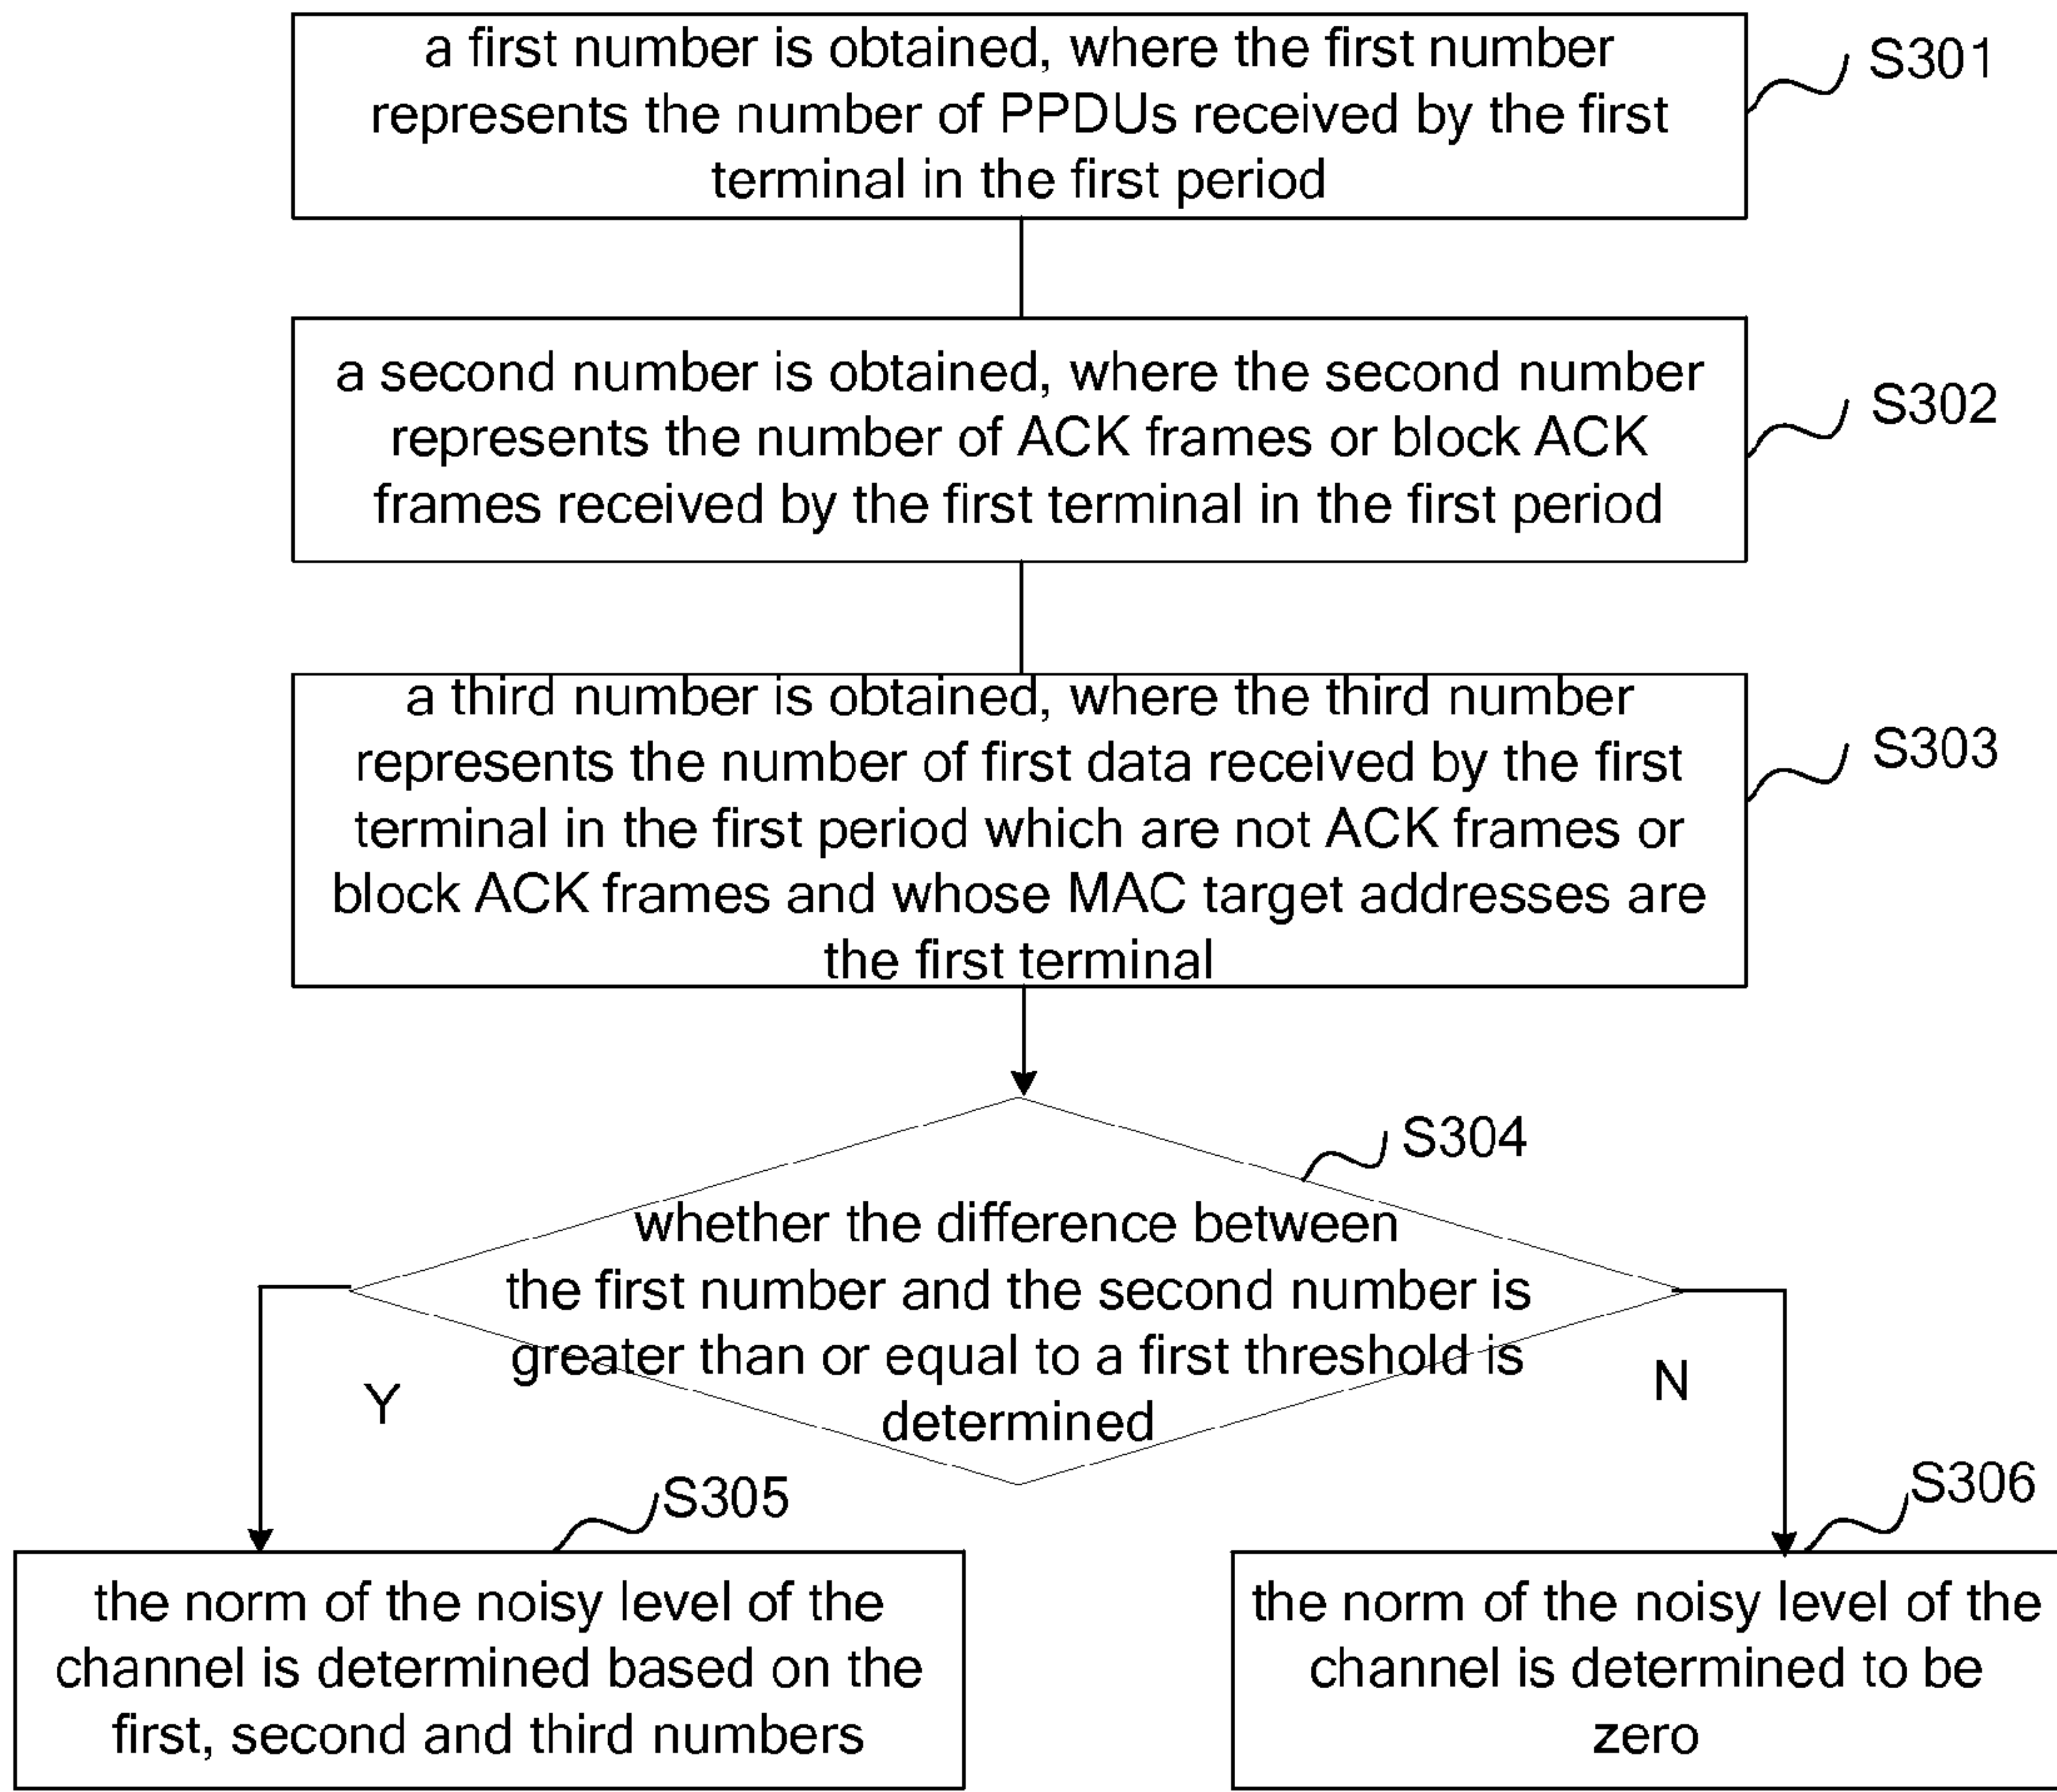 a first number is obtained, where the first number
represents the number of PPDUs received by the first
terminal in the first period
S301
a second number is obtained, where the second number
represents the number of ACK frames or block ACK
frames received by the first terminal in the first period
S302
a third number is obtained, where the third number
represents the number of first data received by the first
terminal in the first period which are not ACK frames or
block ACK frames and whose MAC target addresses are
the first terminal
S303
S304
whether the difference between
the first number and the second number is
greater than or equal to a first threshold is
determined
Y
N
S305
S306
the norm of the noisy level of the
channel is determined based on the
first, second and third numbers
the norm of the noisy level of the
channel is determined to be
zero